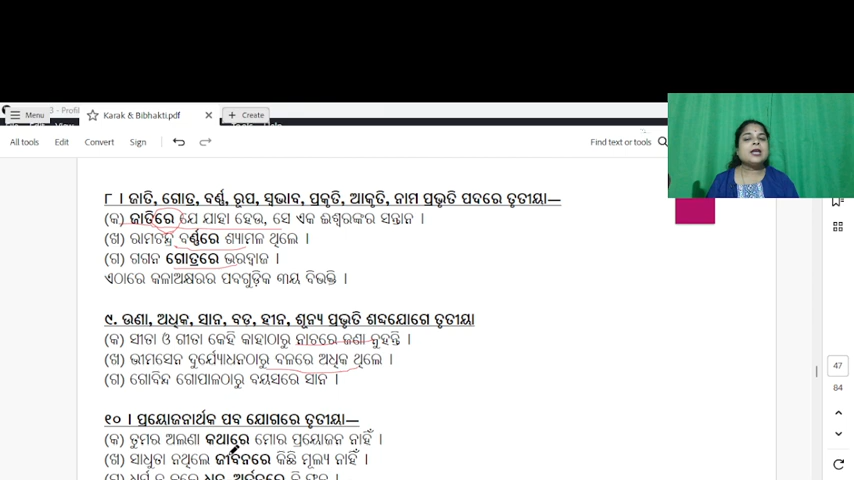 Menu
Karak & Bibhakti.pdf
Create
All tools Edit Convert Sign Find text or tools
୮ । ଜାତି, ଗୋତ୍ର, ବର୍ଣ୍ଣ, ରୂପ, ସ୍ୱଭାବ, ପ୍ରକୃତି, ଆକୃତି, ନାମ ପ୍ରଭୃତି ପଦରେ ତୃତୀୟା—
(କ) ଜାତିରେ ଯେ ଯାହା ହେଉ, ସେ ଏକ ଈଶ୍ୱରଙ୍କର ସନ୍ତାନ ।
(ଖ) ରାମଚନ୍ଦ୍ର ବର୍ଣ୍ଣରେ ଶ୍ୟାମଳ ଥିଲେ ।
(ଗ) ଗଗନ ଗୋତ୍ରରେ ଭରଦ୍ୱାଜ ।
ଏଠାରେ କଳାଅକ୍ଷରର ପଦଗୁଡ଼ିକ ୩ୟ ବିଭକ୍ତି ।
୯. ଊଣା, ଅଧିକ, ସାନ, ବଡ଼, ହୀନ, ଶୂନ୍ୟ ପ୍ରଭୃତି ଶବ୍ଦଯୋଗେ ତୃତୀୟା
(କ) ସୀତା ଓ ଗୀତା କେହି କାହାଠାରୁ ନାଚରେ ଊଣା ନୁହନ୍ତି ।
(ଖ) ଭୀମସେନ ଦୁର୍ଯ୍ୟୋଧନଠାରୁ ବଳରେ ଅଧିକ ଥିଲେ ।
(ଗ) ଗୋବିନ୍ଦ ଗୋପାଳଠାରୁ ବୟସରେ ସାନ ।
୧୦ । ପ୍ରୟୋଜନାର୍ଥକ ପଦ ଯୋଗରେ ତୃତୀୟା—
(କ) ତୁମର ଅଲଣା କଥାରେ ମୋର ପ୍ରୟୋଜନ ନାହିଁ ।
(ଖ) ସାଧୁତା ନଥିଲେ ଜୀବନରେ କିଛି ମୂଲ୍ୟ ନାହିଁ ।
47
84